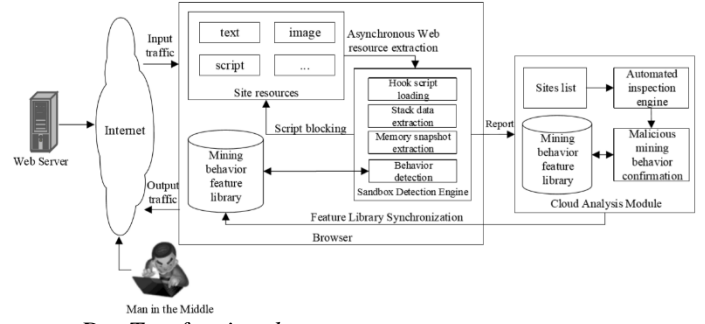 Input
traffic
text
image
script
...
Site resources
Asynchronous Web
resource extraction
Hook script
loading
Stack data
extraction
Memory snapshot
extraction
Behavior
detection
Sandbox Detection Engine
Script blocking
Report
Sites list
Automated
inspection
engine
Mining
behavior
feature
library
Malicious
mining
behavior
confirmation
Cloud Analysis Module
Web Server
Internet
Mining
behavior
feature
library
Output
traffic
Feature Library Synchronization
Browser
Man in the Middle